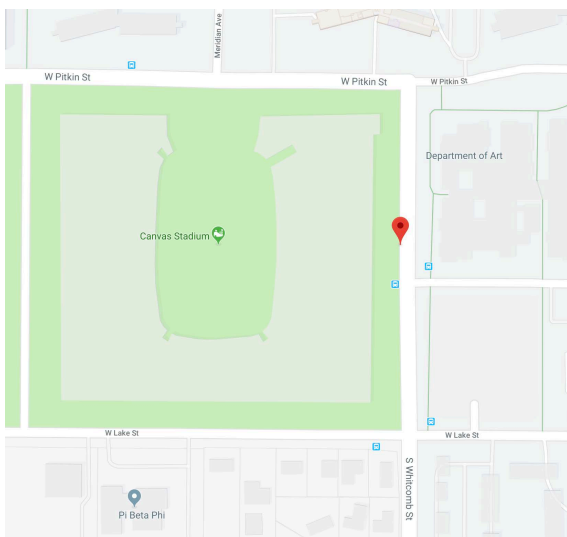 Meridian Ave
W Pitkin St
W Pitkin St
W Pitkin St
Department of Art
Canvas Stadium
W Lake St
W Lake St
S Whitcomb St
Pi Beta Phi